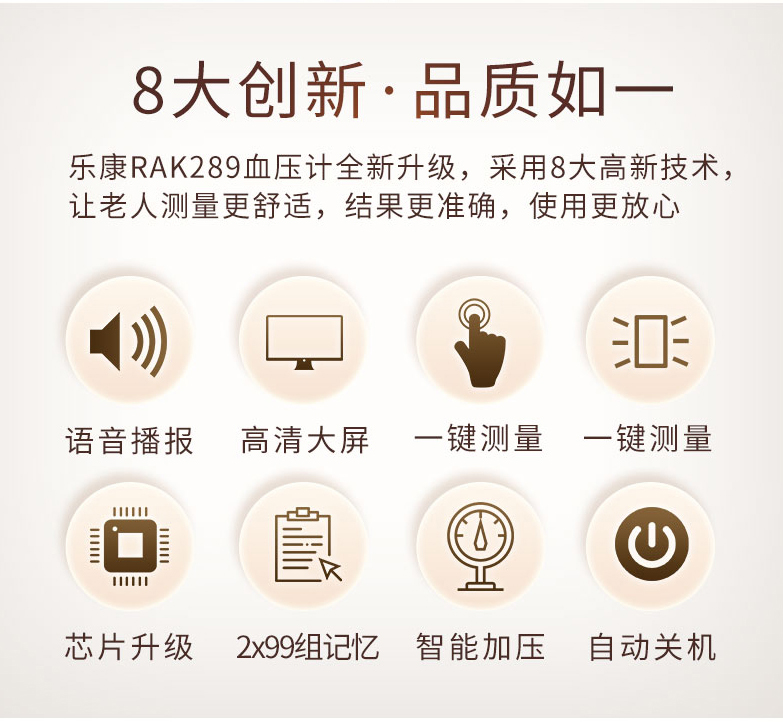 8大创新·品质如一
乐康RAK289血压计全新升级，采用8大高新技术，
让老人测量更舒适，结果更准确，使用更放心
语音播报 高清大屏 一键测量 一键测量
芯片升级 2x99组记忆 智能加压 自动关机